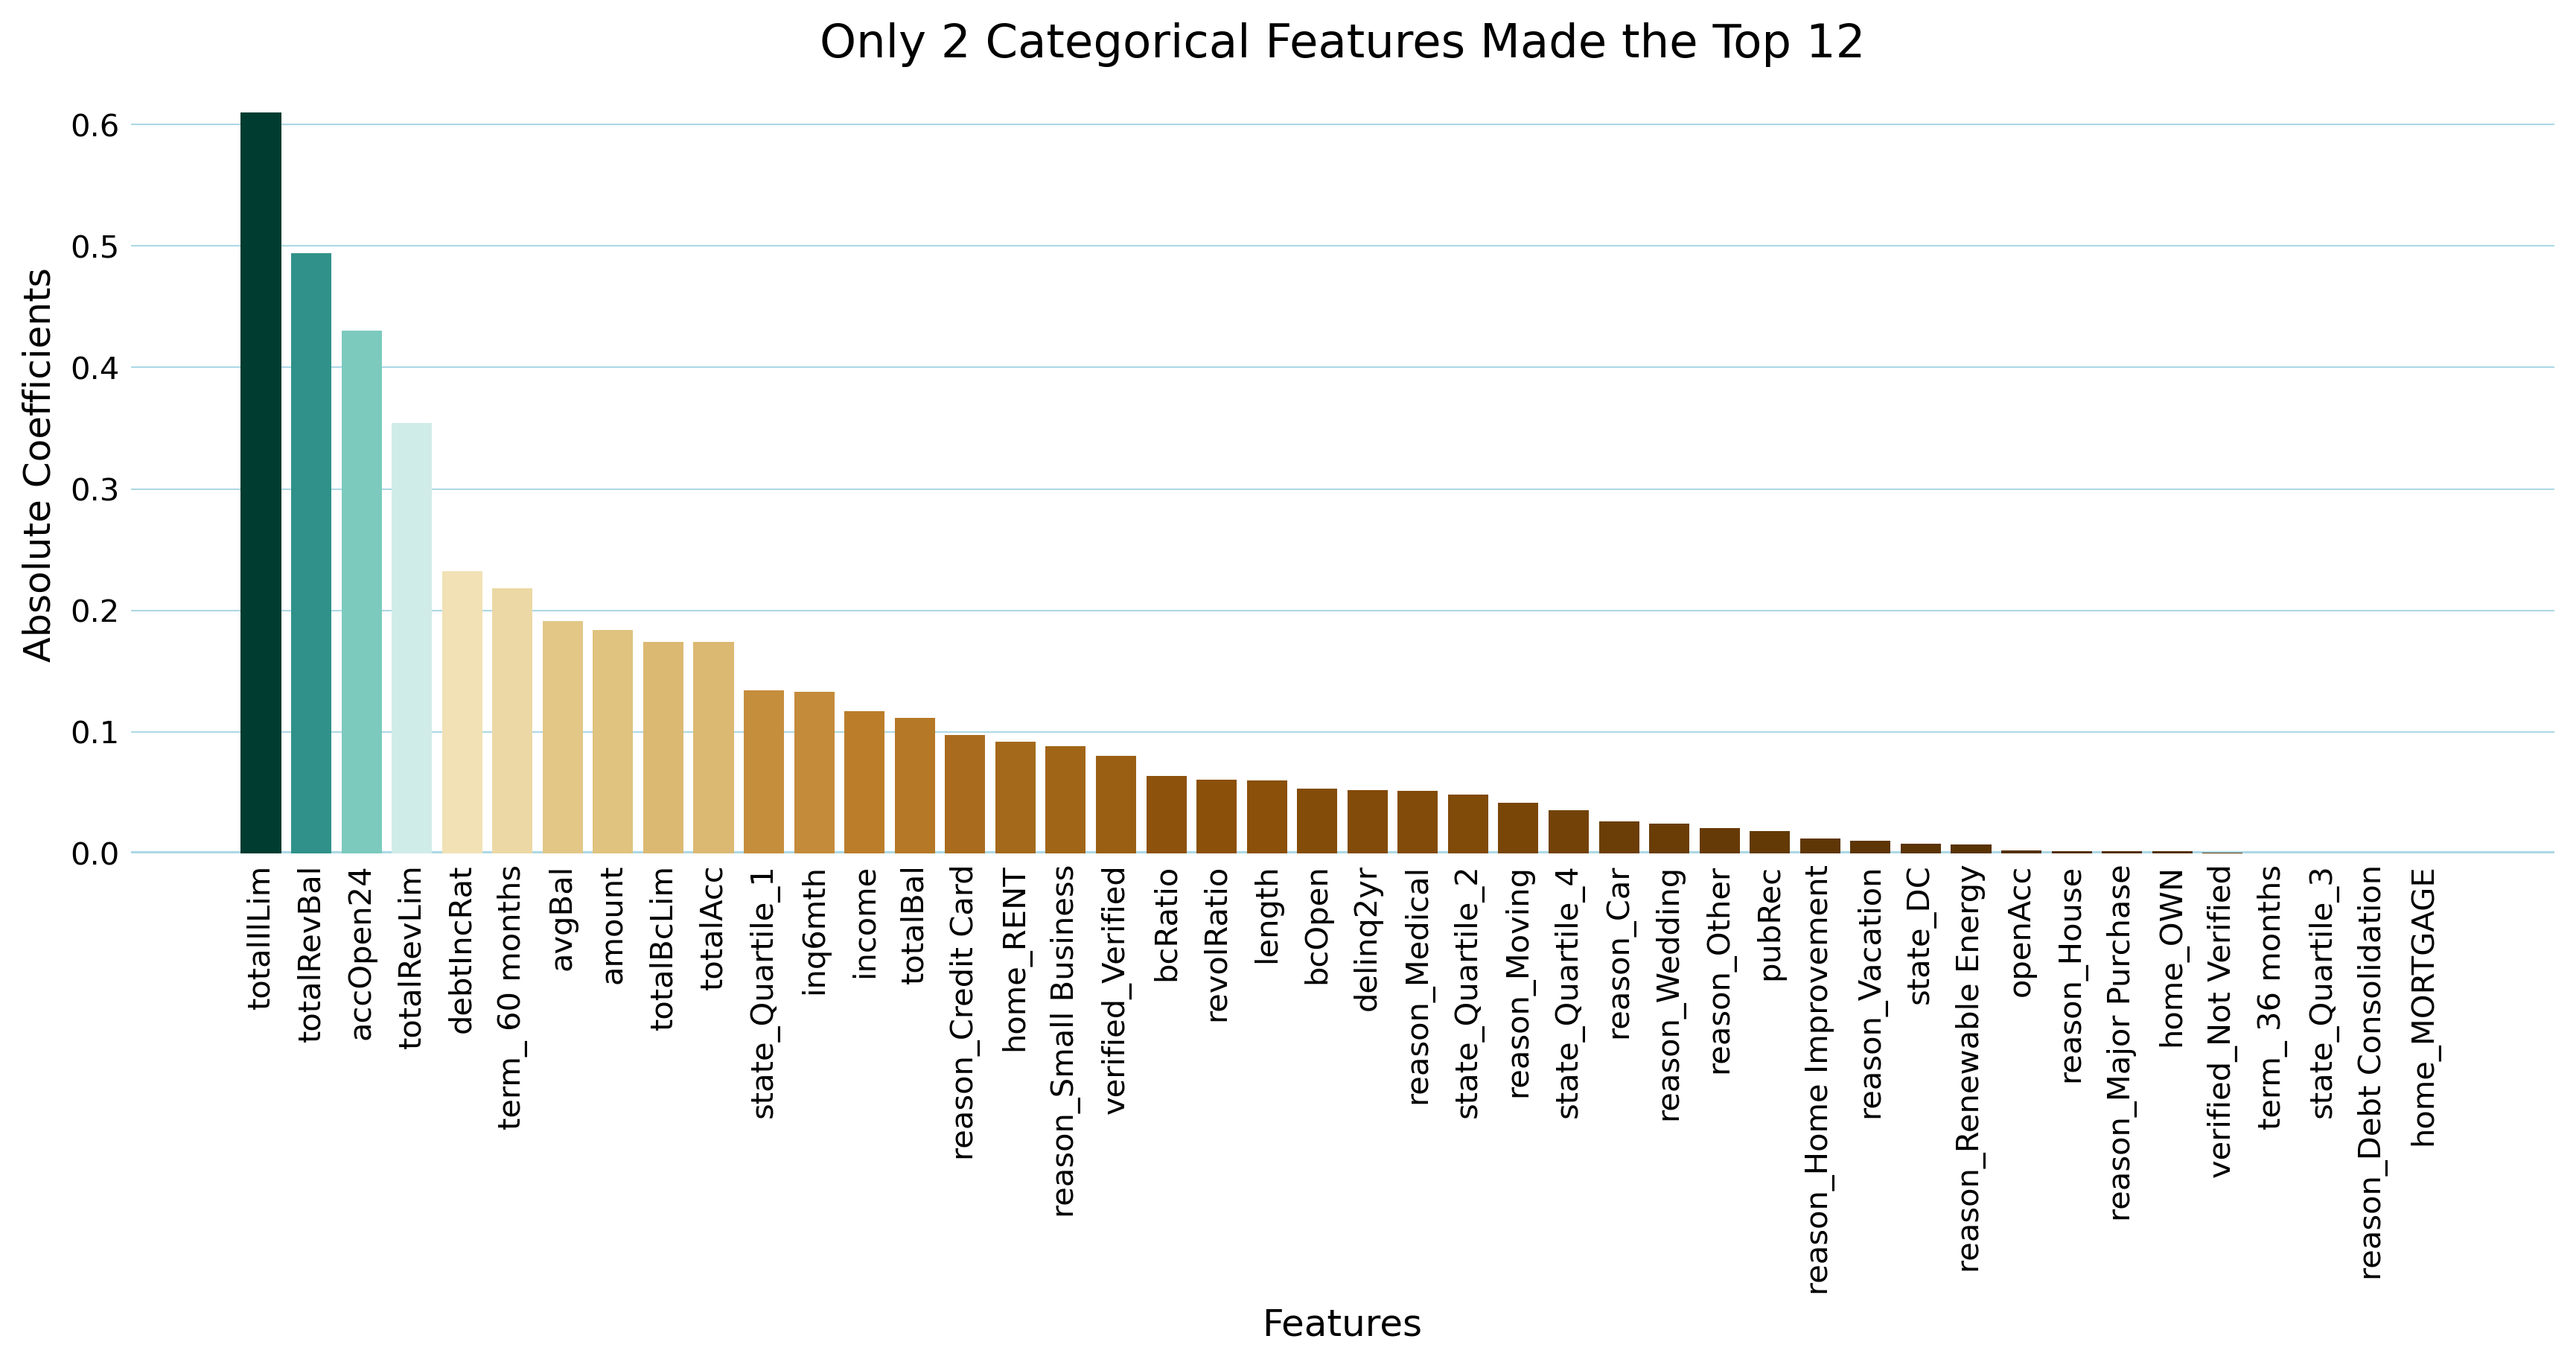 Only 2 Categorical Features Made the Top 12
Absolute Coefficients
0.6
0.5
0.4
0.3
0.2
0.1
0.0
totalIlLim
totalRevBal
accOpen24
totalRevLim
debtIncRat
term_ 60 months
avgBal
amount
totalBcLim
totalAcc
state_Quartile_1
inq6mth
income
totalBal
reason_Credit Card
home_RENT
reason_Small Business
verified_Verified
bcRatio
revolRatio
length
bcOpen
delinq2yr
reason_Medical
state_Quartile_2
reason_Moving
state_Quartile_4
reason_Car
reason_Wedding
reason_Other
pubRec
reason_Home Improvement
reason_Vacation
state_DC
reason_Renewable Energy
openAcc
reason_House
reason_Major Purchase
home_OWN
verified_Not Verified
term_ 36 months
state_Quartile_3
reason_Debt Consolidation
home_MORTGAGE
Features